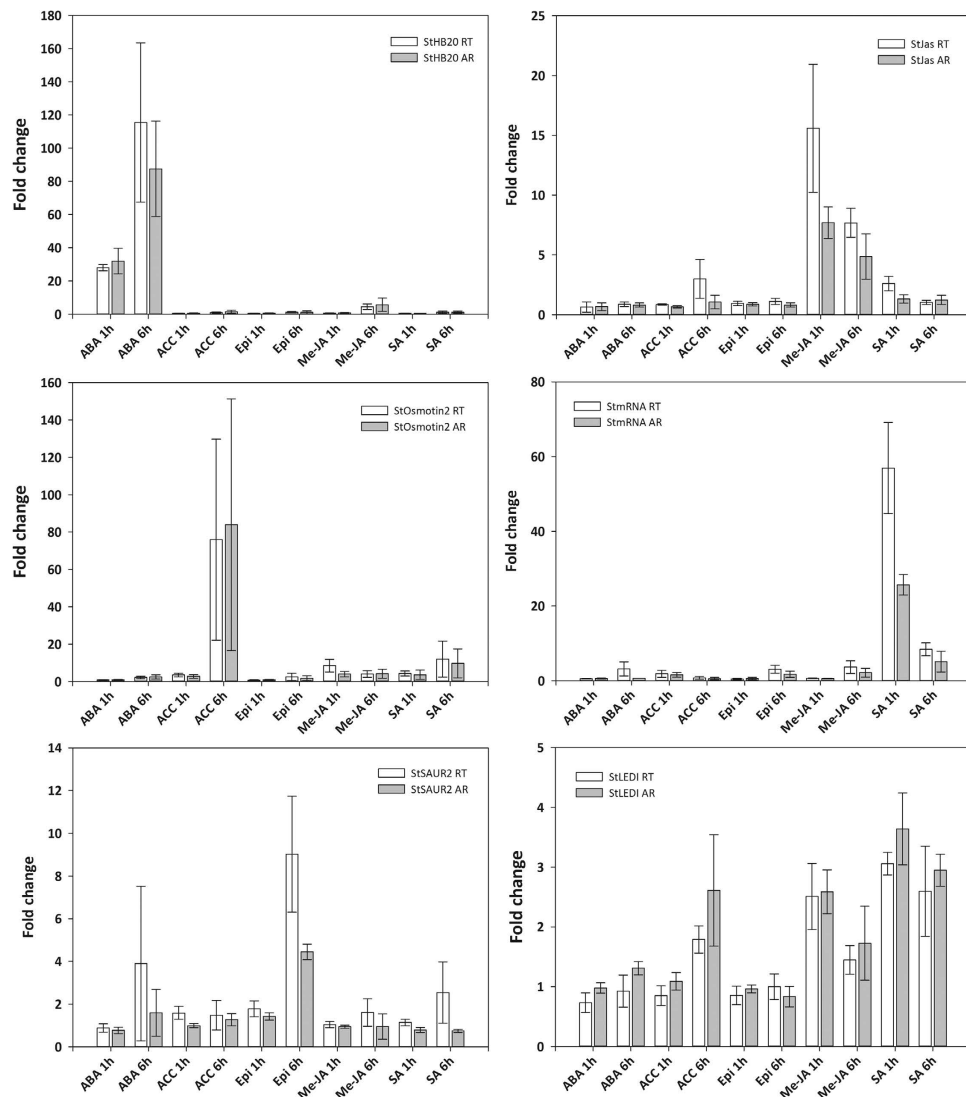 180
160
140
120
100
80
60
40
20
0
Fold change
StHB20 RT
StHB20 AR
ABA 1h ABA 6h ACC 1h ACC 6h Epi 1h Epi 6h Me-JA 1h Me-JA 6h SA 1h SA 6h
25
20
15
10
5
0
Fold change
StJas RT
StJas AR
ABA 1h ABA 6h ACC 1h ACC 6h Epi 1h Epi 6h Me-JA 1h Me-JA 6h SA 1h SA 6h
160
140
120
100
80
60
40
20
0
Fold change
StOsmotin2 RT
StOsmotin2 AR
ABA 1h ABA 6h ACC 1h ACC 6h Epi 1h Epi 6h Me-JA 1h Me-JA 6h SA 1h SA 6h
80
60
40
20
0
Fold change
StmRNA RT
StmRNA AR
ABA 1h ABA 6h ACC 1h ACC 6h Epi 1h Epi 6h Me-JA 1h Me-JA 6h SA 1h SA 6h
14
12
10
8
6
4
2
0
Fold change
StSAUR2 RT
StSAUR2 AR
ABA 1h ABA 6h ACC 1h ACC 6h Epi 1h Epi 6h Me-JA 1h Me-JA 6h SA 1h SA 6h
5
4
3
2
1
0
Fold change
StLEDI RT
StLEDI AR
ABA 1h ABA 6h ACC 1h ACC 6h Epi 1h Epi 6h Me-JA 1h Me-JA 6h SA 1h SA 6h